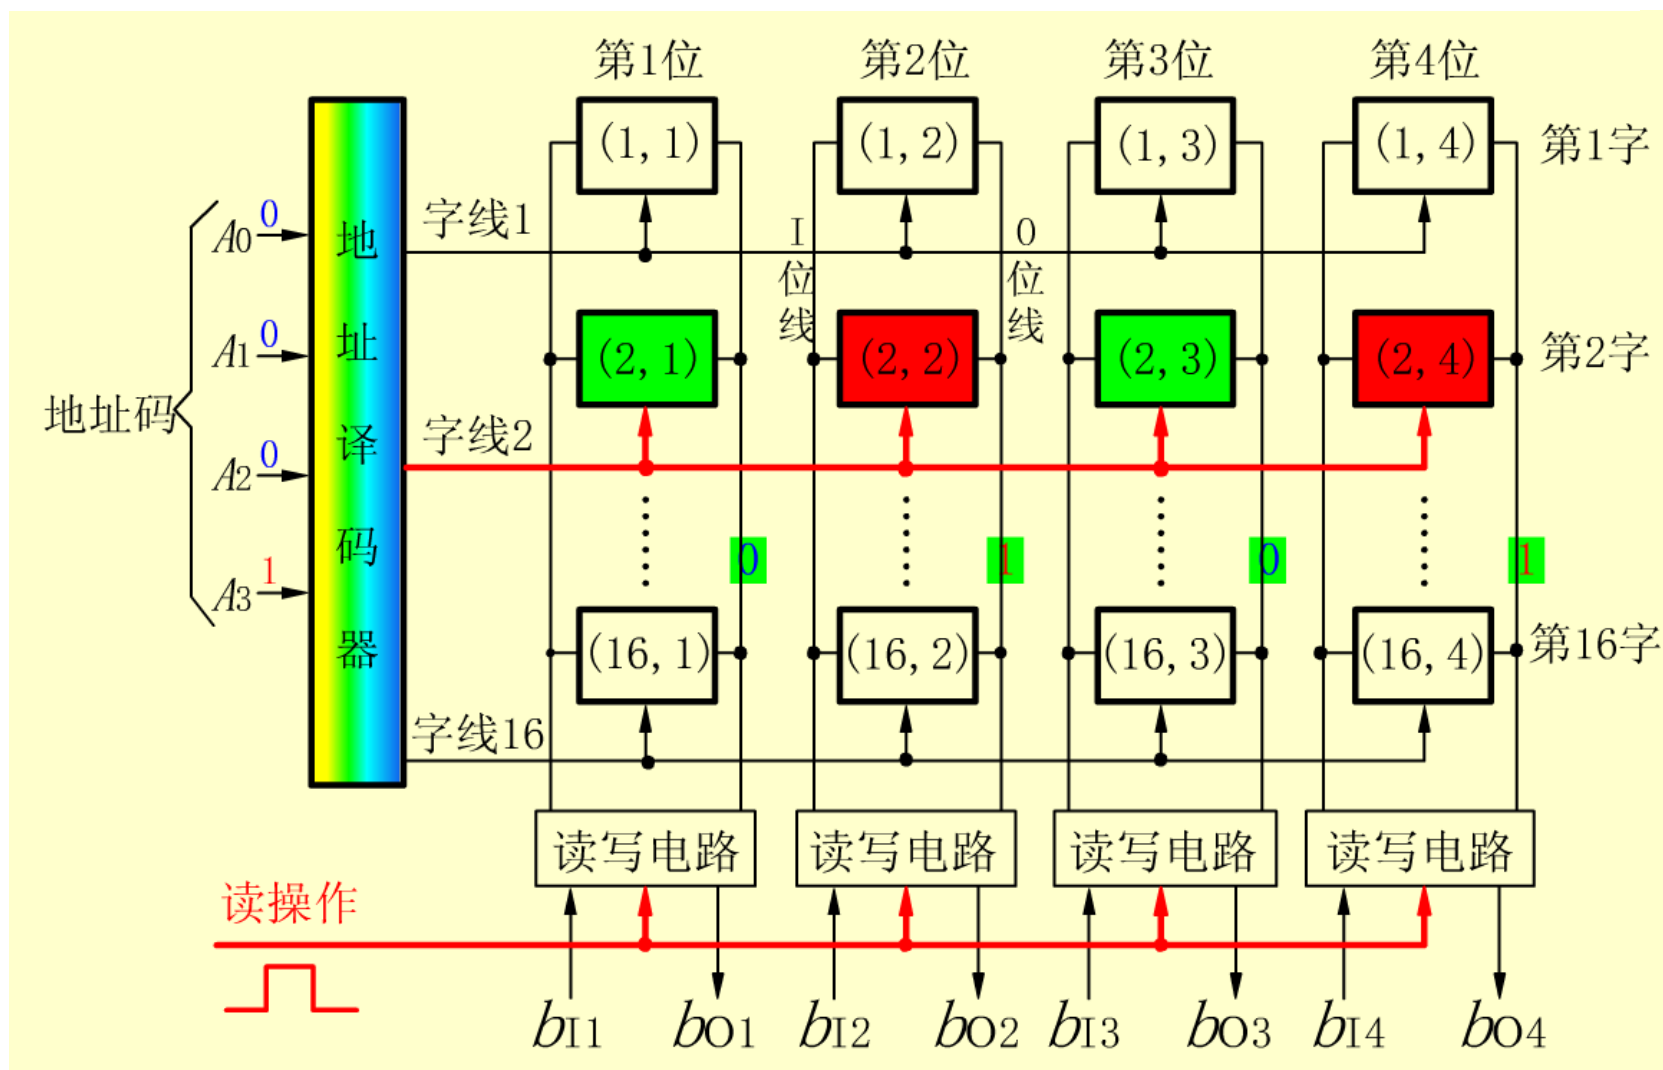 第1位 第2位 第3位 第4位
(1, 1) (1, 2) (1, 3) (1, 4) 第1字
字线1
A0 0
I位线
O位线
(2, 1) (2, 2) (2, 3) (2, 4) 第2字
A1 0
地址码
地址译码器
字线2
A2 0
0 1 0 1
A3 1
(16, 1) (16, 2) (16, 3) (16, 4) 第16字
字线16
读写电路 读写电路 读写电路 读写电路
读操作
bI1 bO1 bI2 bO2 bI3 bO3 bI4 bO4